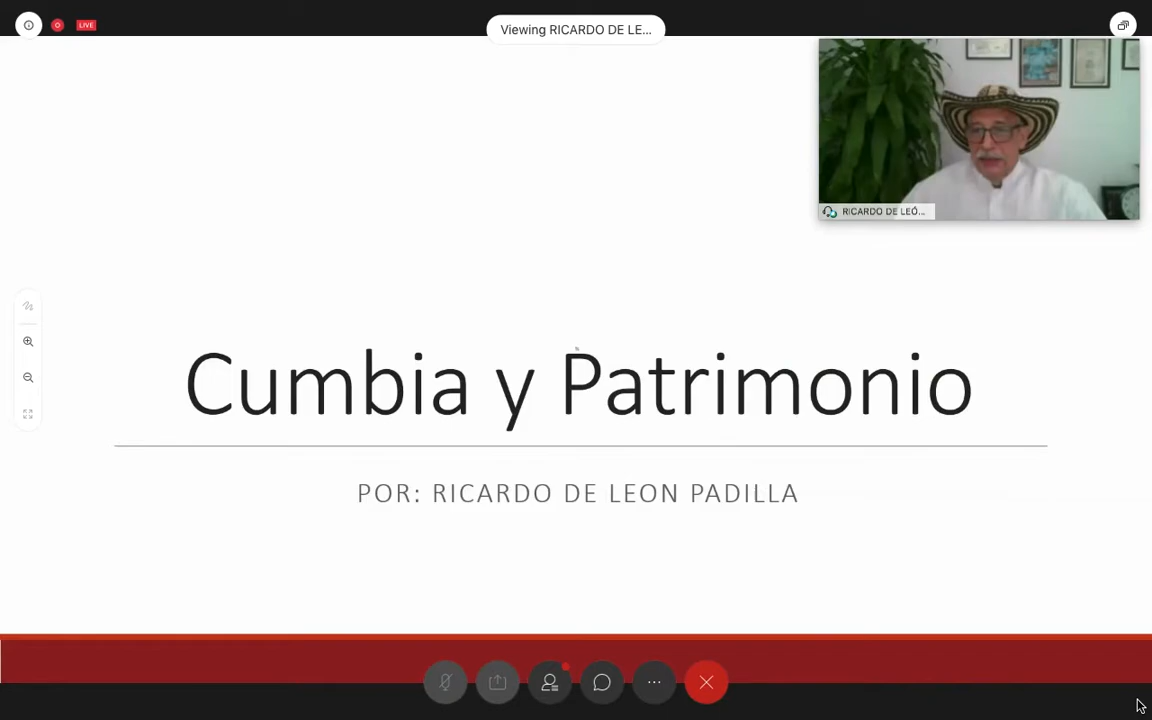 LIVE
Viewing RICARDO DE LE...
RICARDO DE LEÓ...
Cumbia y Patrimonio
POR: RICARDO DE LEON PADILLA